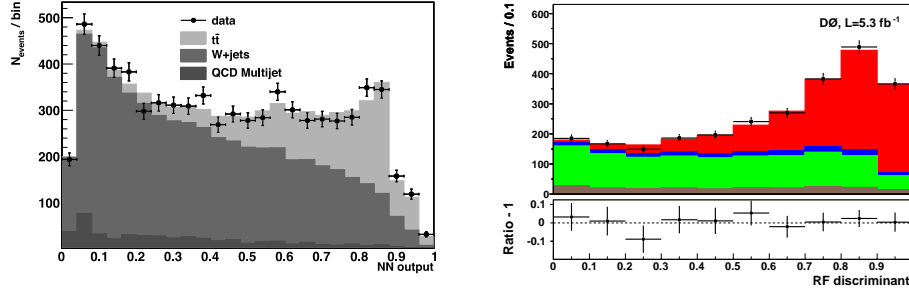 N_events / bin
500
400
300
200
100
data
tt̄
W+jets
QCD Multijet
0 0.1 0.2 0.3 0.4 0.5 0.6 0.7 0.8 0.9 1
NN output
Events / 0.1
600
500
400
300
200
100
0
DØ, L=5.3 fb⁻¹
Ratio - 1
0.1
0
-0.1
0 0.1 0.2 0.3 0.4 0.5 0.6 0.7 0.8 0.9 1
RF discriminant